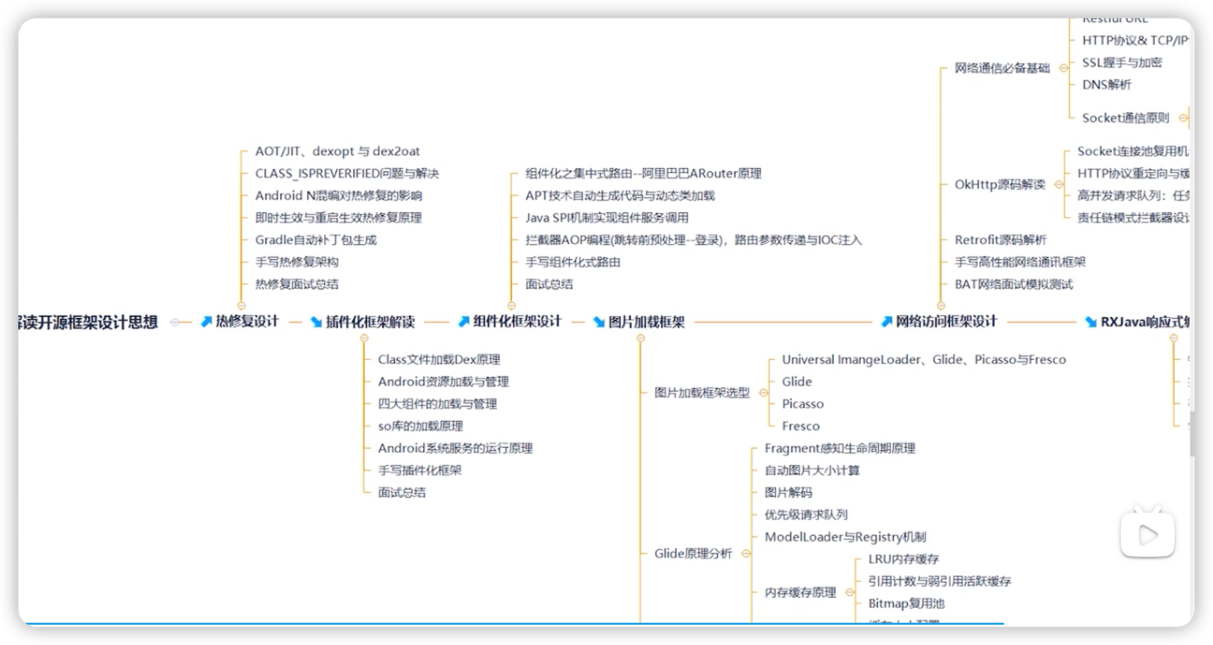 解读开源框架设计思想
热修复设计
AOT/JIT、dexopt 与 dex2oat
CLASS_ISPREVERIFIED问题与解决
Android N混编对热修复的影响
即时生效与重启生效热修复原理
Gradle自动补丁包生成
手写热修复架构
热修复面试总结
插件化框架解读
Class文件加载Dex原理
Android资源加载与管理
四大组件的加载与管理
so库的加载原理
Android系统服务的运行原理
手写插件化框架
面试总结
组件化框架设计
组件化之集中式路由--阿里巴巴ARouter原理
APT技术自动生成代码与动态类加载
Java SPI机制实现组件服务调用
拦截器AOP编程(跳转前预处理--登录)，路由参数传递与IOC注入
手写组件化式路由
面试总结
图片加载框架
图片加载框架选型
Universal ImangeLoader、Glide、Picasso与Fresco
Glide
Picasso
Fresco
Glide原理分析
Fragment感知生命周期原理
自动图片大小计算
图片解码
优先级请求队列
ModelLoader与Registry机制
内存缓存原理
LRU内存缓存
引用计数与弱引用活跃缓存
Bitmap复用池
网络访问框架设计
网络通信必备基础
Restful URL
HTTP协议& TCP/IP
SSL握手与加密
DNS解析
Socket通信原则
OkHttp源码解读
Socket连接池复用机
HTTP协议重定向与缓
高并发请求队列：任务
责任链模式拦截器设计
Retrofit源码解析
手写高性能网络通讯框架
BAT网络面试模拟测试
RXJava响应式编